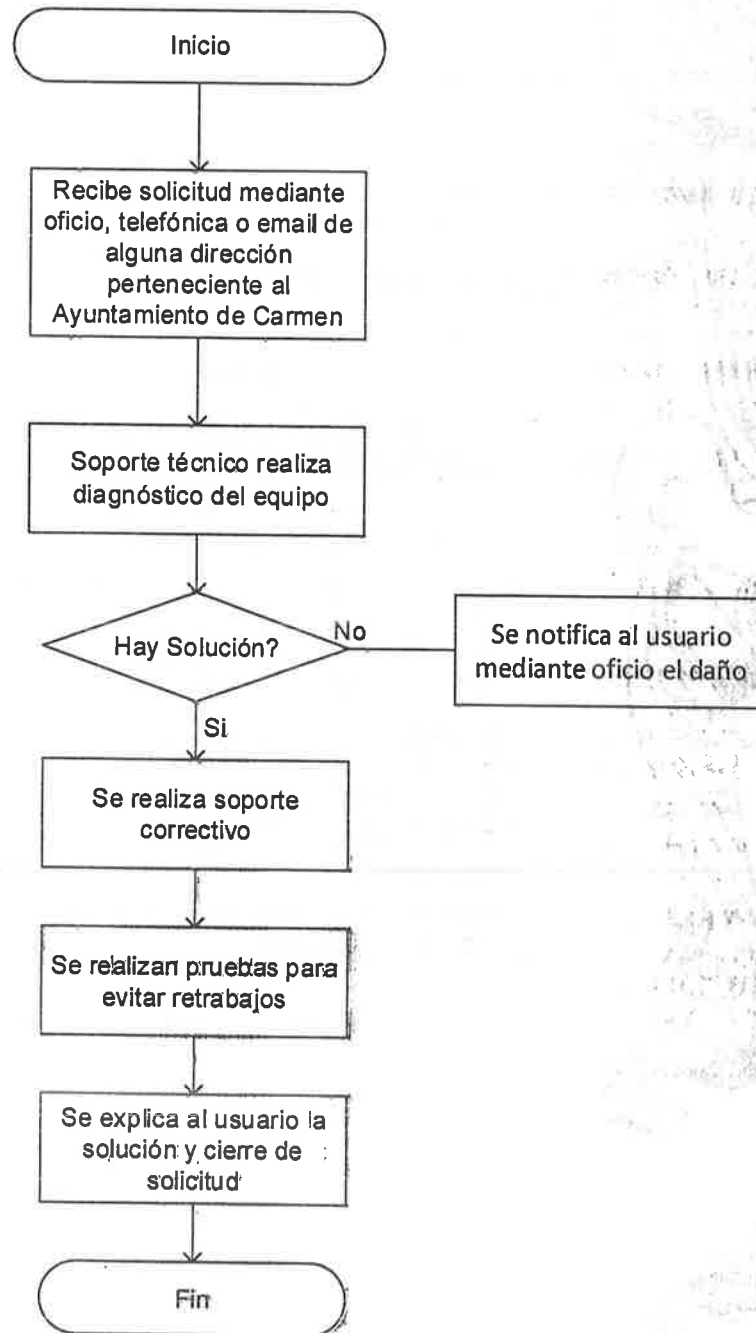 Inicio
Recibe solicitud mediante
oficio, telefónica o email de
alguna dirección
perteneciente al
Ayuntamiento de Carmen
Soporte técnico realiza
diagnóstico del equipo
Hay Solución?
No
Se notifica al usuario
mediante oficio el daño
Si
Se realiza soporte
correctivo
Se realizan pruebas para
evitar retrabajos
Se explica al usuario la
solución y cierre de
solicitud
Fin